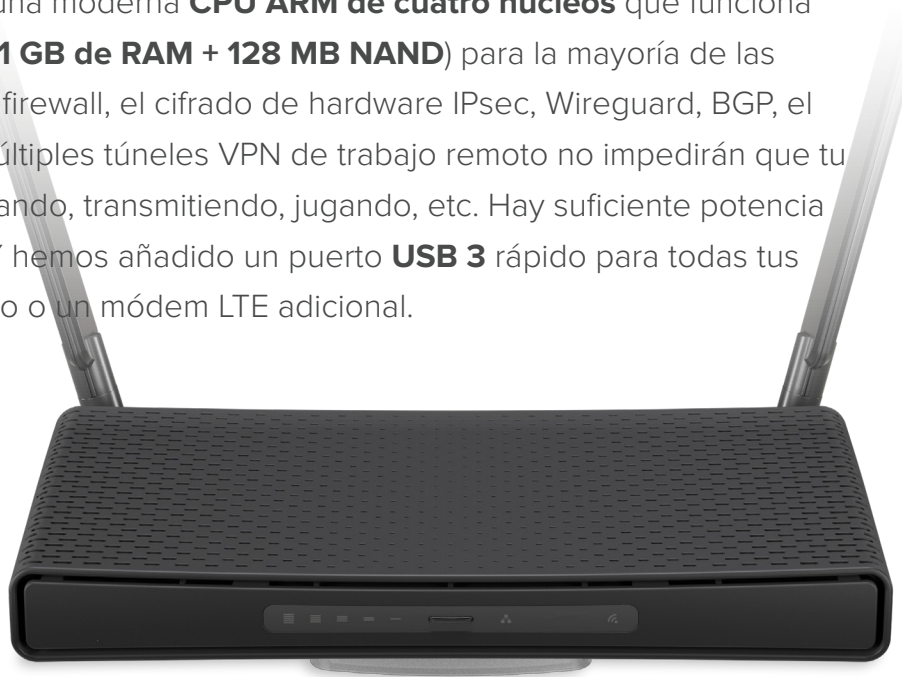 una moderna CPU ARM de cuatro núcleos que funciona
1 GB de RAM + 128 MB NAND) para la mayoría de las
firewall, el cifrado de hardware IPsec, Wireguard, BGP, el
últiples túneles VPN de trabajo remoto no impedirán que tu
ando, transmitiendo, jugando, etc. Hay suficiente potencia
Y hemos añadido un puerto USB 3 rápido para todas tus
o o un módem LTE adicional.